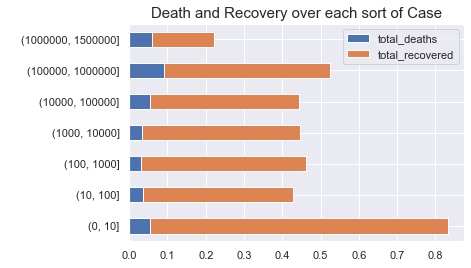 Death and Recovery over each sort of Case
total_deaths
total_recovered
(1000000, 1500000]
(100000, 1000000]
(10000, 100000]
(1000, 10000]
(100, 1000]
(10, 100]
(0, 10]
0.0 0.1 0.2 0.3 0.4 0.5 0.6 0.7 0.8